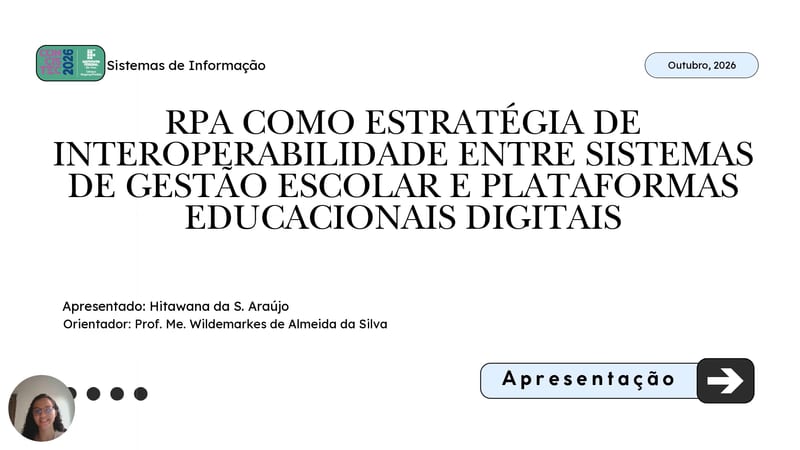 2026
Sistemas de Informação
Outubro, 2026
RPA COMO ESTRATÉGIA DE
INTEROPERABILIDADE ENTRE SISTEMAS
DE GESTÃO ESCOLAR E PLATAFORMAS
EDUCACIONAIS DIGITAIS
Apresentado: Hitawana da S. Araújo
Orientador: Prof. Me. Wildemarkes de Almeida da Silva
Apresentação